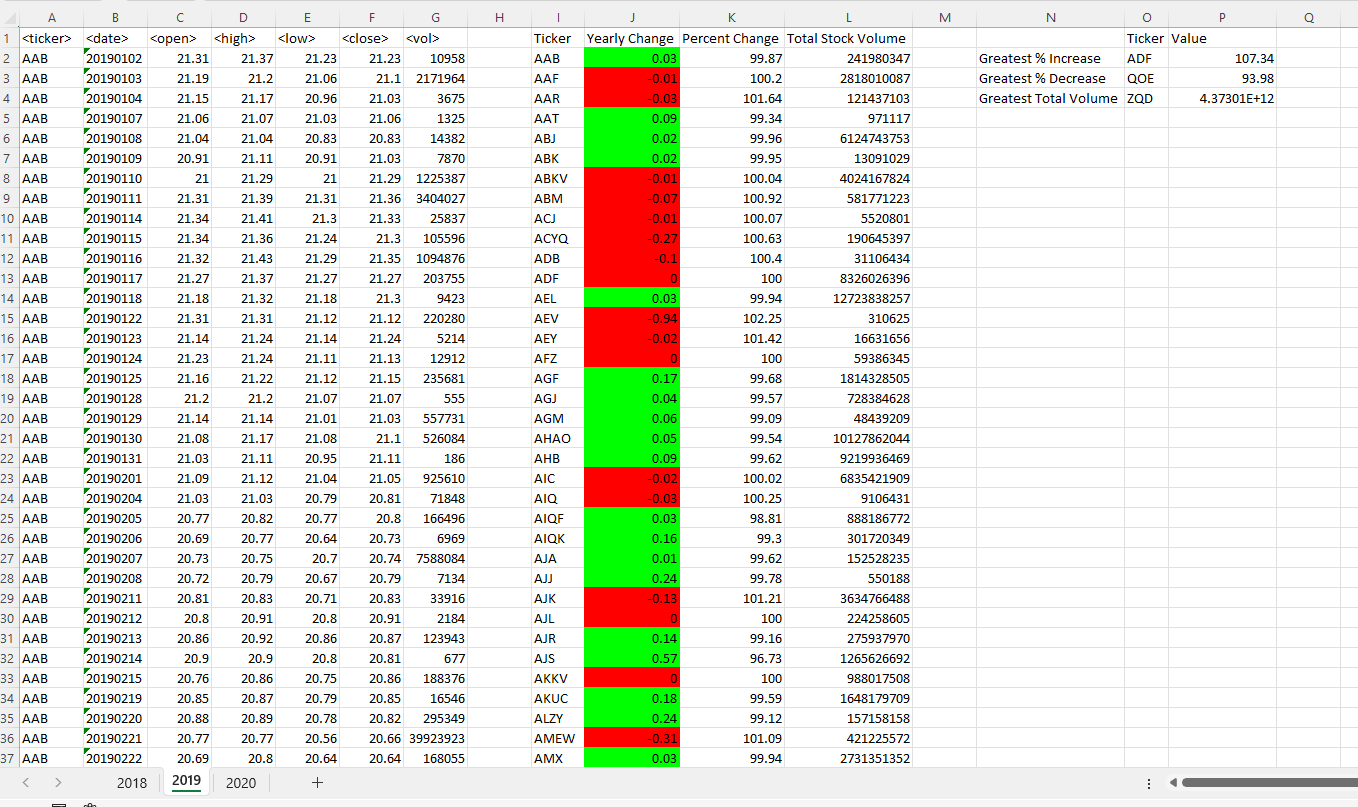 A B C D E F G H I J K L M N O P Q
1 <ticker> <date> <open> <high> <low> <close> <vol> Ticker Yearly Change Percent Change Total Stock Volume Ticker Value
2 AAB 20190102 21.31 21.37 21.23 21.23 10958 AAB 0.03 99.87 241980347 Greatest % Increase ADF 107.34
3 AAB 20190103 21.19 21.2 21.06 21.1 2171964 AAF -0.01 100.2 2818010087 Greatest % Decrease QOE 93.98
4 AAB 20190104 21.15 21.17 20.96 21.03 3675 AAR -0.03 101.64 121437103 Greatest Total Volume ZQD 4.37301E+12
5 AAB 20190107 21.06 21.07 21.03 21.06 1325 AAT 0.09 99.34 971117
6 AAB 20190108 21.04 21.04 20.83 20.83 14382 ABJ 0.02 99.96 6124743753
7 AAB 20190109 20.91 21.11 20.91 21.03 7870 ABK 0.02 99.95 13091029
8 AAB 20190110 21 21.29 21 21.29 1225387 ABKV -0.01 100.04 4024167824
9 AAB 20190111 21.31 21.39 21.31 21.36 3404027 ABM -0.07 100.92 581771223
10 AAB 20190114 21.34 21.41 21.3 21.33 25837 ACJ -0.01 100.07 5520801
11 AAB 20190115 21.34 21.36 21.24 21.3 105596 ACYQ -0.27 100.63 190645397
12 AAB 20190116 21.32 21.43 21.29 21.35 1094876 ADB -0.1 100.4 31106434
13 AAB 20190117 21.27 21.37 21.27 21.27 203755 ADF 0 100 8326026396
14 AAB 20190118 21.18 21.32 21.18 21.3 9423 AEL 0.03 99.94 12723838257
15 AAB 20190122 21.31 21.31 21.12 21.12 220280 AEV -0.94 102.25 310625
16 AAB 20190123 21.14 21.24 21.14 21.24 5214 AEY -0.02 101.42 16631656
17 AAB 20190124 21.23 21.24 21.11 21.13 12912 AFZ 0 100 59386345
18 AAB 20190125 21.16 21.22 21.12 21.15 235681 AGF 0.17 99.68 1814328505
19 AAB 20190128 21.2 21.2 21.07 21.07 555 AGJ 0.04 99.57 728384628
20 AAB 20190129 21.14 21.14 21.01 21.03 557731 AGM 0.06 99.09 48439209
21 AAB 20190130 21.08 21.17 21.08 21.1 526084 AHAO 0.05 99.54 10127862044
22 AAB 20190131 21.03 21.11 20.95 21.11 186 AHB 0.09 99.62 9219936469
23 AAB 20190201 21.09 21.12 21.04 21.05 925610 AIC -0.02 100.02 6835421909
24 AAB 20190204 21.03 21.03 20.79 20.81 71848 AIQ -0.03 100.25 9106431
25 AAB 20190205 20.77 20.82 20.77 20.8 166496 AIQF 0.03 98.81 888186772
26 AAB 20190206 20.69 20.77 20.64 20.73 6969 AIQK 0.16 99.3 301720349
27 AAB 20190207 20.73 20.75 20.7 20.74 7588084 AJA 0.01 99.62 152528235
28 AAB 20190208 20.72 20.79 20.67 20.79 7134 AJJ 0.24 99.78 550188
29 AAB 20190211 20.81 20.83 20.71 20.83 33916 AJK -0.13 101.21 3634766488
30 AAB 20190212 20.8 20.91 20.8 20.91 2184 AJL 0 100 224258605
31 AAB 20190213 20.86 20.92 20.86 20.87 123943 AJR 0.14 99.16 275937970
32 AAB 20190214 20.9 20.9 20.8 20.81 677 AJS 0.57 96.73 1265626692
33 AAB 20190215 20.76 20.86 20.75 20.86 188376 AKKV 0 100 988017508
34 AAB 20190219 20.85 20.87 20.79 20.85 16546 AKUC 0.18 99.59 1648179709
35 AAB 20190220 20.88 20.89 20.78 20.82 295349 ALZY 0.24 99.12 157158158
36 AAB 20190221 20.77 20.77 20.56 20.66 39923923 AMEW -0.31 101.09 421225572
37 AAB 20190222 20.69 20.8 20.64 20.64 168055 AMX 0.03 99.94 2731351352
2018 2019 2020 +